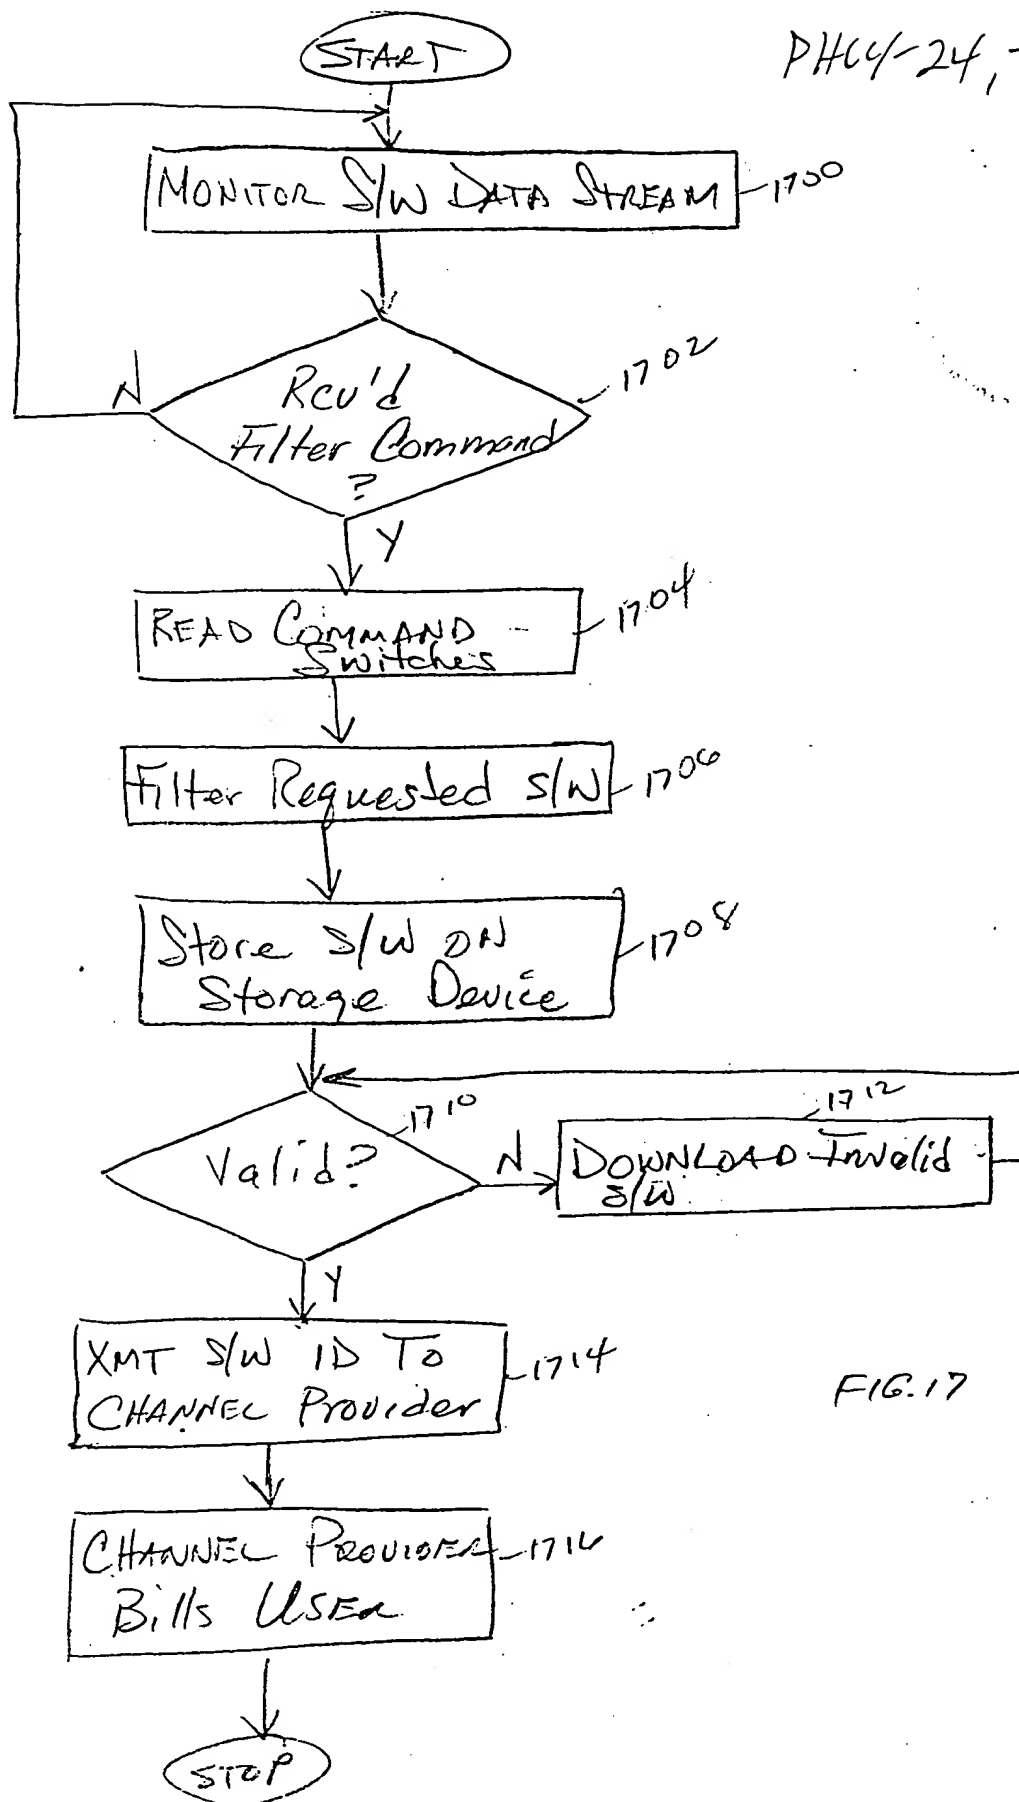 START
PHCY-24,
MONITOR S/W DATA STREAM
1700
N
Rcv'd
Filter Command
?
1702
Y
READ COMMAND
Switches
1704
Filter Requested S/W
1706
Store S/W ON
Storage Device
1708
Valid?
1710
N
1712
DOWNLOAD Invalid
S/W
Y
XMT S/W ID TO
CHANNEL Provider
1714
FIG.17
CHANNEL PROVIDER
Bills USER
1716
STOP